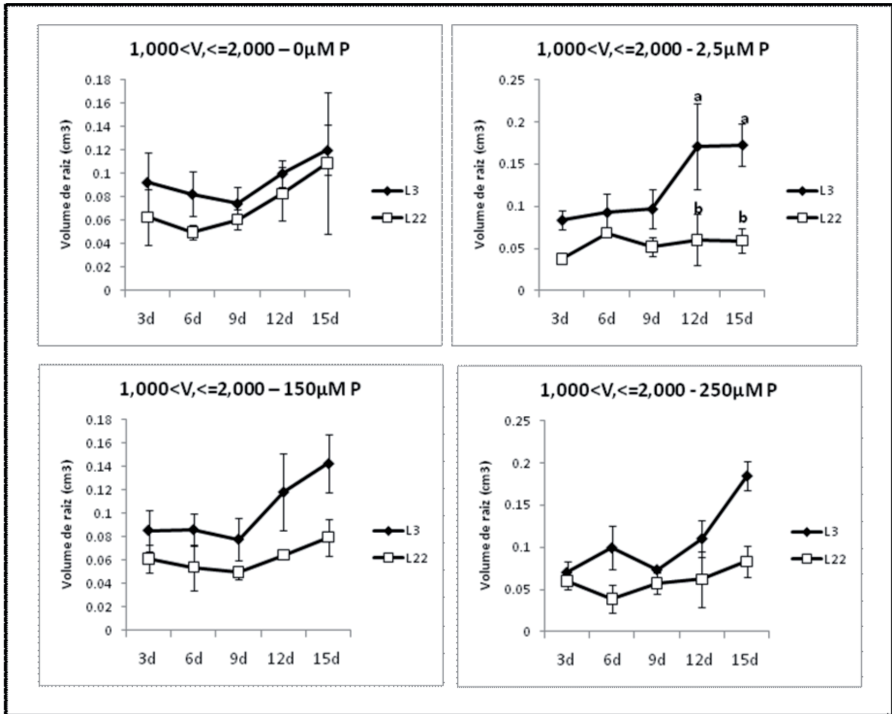 1,000<V,<=2,000 – 0µM P
Volume de raiz (cm3)
0.18
0.16
0.14
0.12
0.1
0.08
0.06
0.04
0.02
0
3d 6d 9d 12d 15d
L3
L22
1,000<V,<=2,000 - 2,5µM P
Volume de raiz (cm3)
0.25
0.2
0.15
0.1
0.05
0
a
a
b
b
3d 6d 9d 12d 15d
L3
L22
1,000<V,<=2,000 – 150µM P
Volume de raiz (cm3)
0.18
0.16
0.14
0.12
0.1
0.08
0.06
0.04
0.02
0
3d 6d 9d 12d 15d
L3
L22
1,000<V,<=2,000 - 250µM P
Volume de raiz (cm3)
0.25
0.2
0.15
0.1
0.05
0
3d 6d 9d 12d 15d
L3
L22